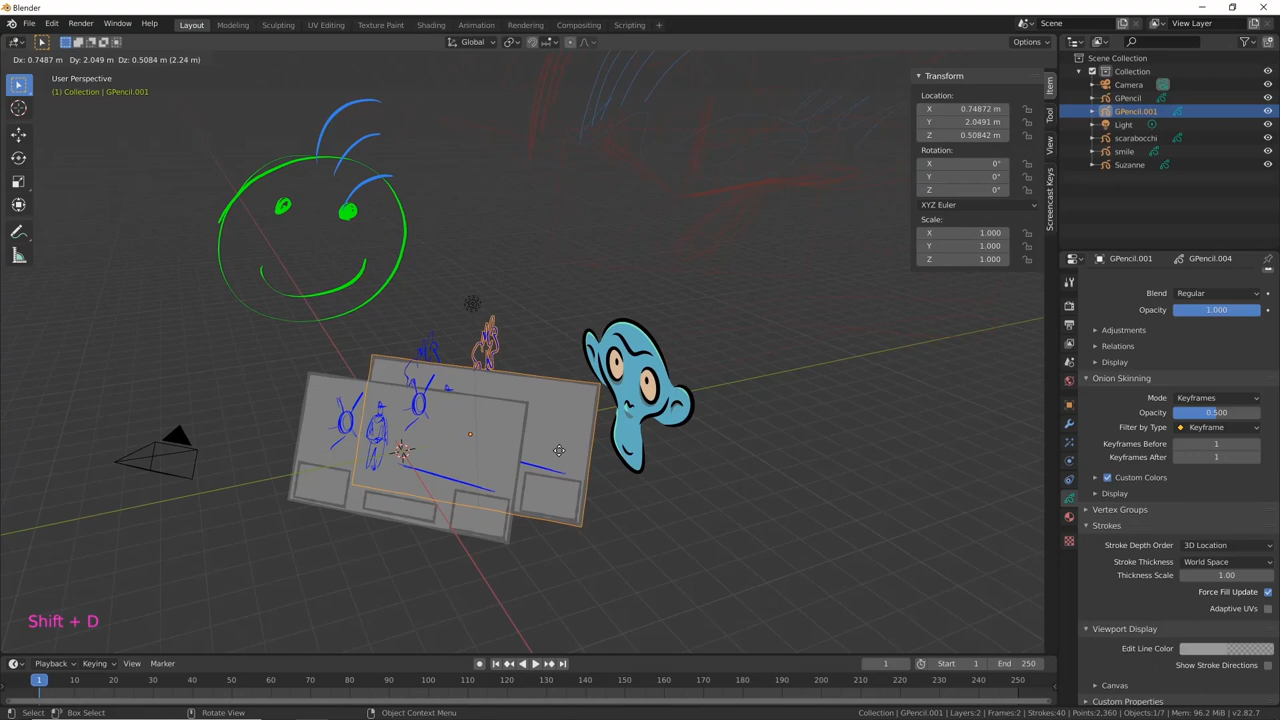 Blender
File Edit Render Window Help Layout Modeling Sculpting UV Editing Texture Paint Shading Animation Rendering Compositing Scripting + Scene View Layer
Global Options
Dx: 0.7487 m Dy: 2.049 m Dz: 0.5084 m (2.24 m)
User Perspective
(1) Collection | GPencil.001
Transform
Location:
X 0.74872 m
Y 2.0491 m
Z 0.50842 m
Rotation:
X 0°
Y 0°
Z 0°
XYZ Euler
Scale:
X 1.000
Y 1.000
Z 1.000
Item
Tool
View
Screencast Keys
Scene Collection
Collection
Camera
GPencil
GPencil.001
Light
scarabocchi
smile
Suzanne
GPencil.001 GPencil.004
Blend Regular
Opacity 1.000
Adjustments
Relations
Display
Onion Skinning
Mode Keyframes
Opacity 0.500
Filter by Type Keyframe
Keyframes Before 1
Keyframes After 1
Custom Colors
Display
Vertex Groups
Strokes
Stroke Depth Order 3D Location
Stroke Thickness World Space
Thickness Scale 1.00
Force Fill Update
Adaptive UVs
Viewport Display
Edit Line Color
Show Stroke Directions
Canvas
Custom Properties
Shift + D
Playback Keying View Marker 1 Start 1 End 250
1 10 20 30 40 50 60 70 80 90 100 110 120 130 140 150 160 170 180 190 200 210 220 230 240 250
Select Box Select Rotate View Object Context Menu Collection | GPencil.001 | Layers:2 | Frames:2 | Strokes:40 | Points:2,360 | Objects:1/7 | Mem: 96.2 MiB | v2.82.7